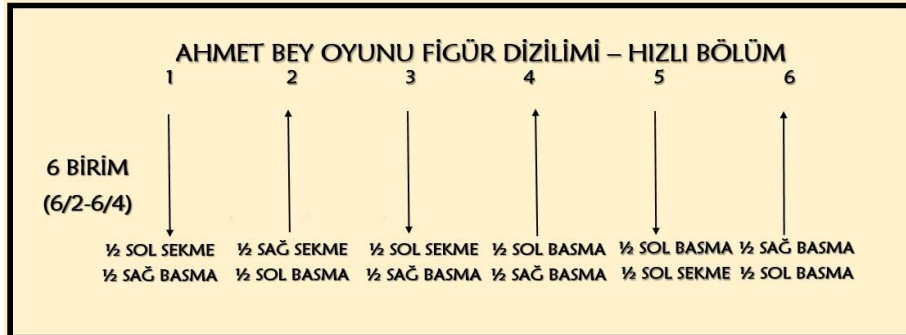 AHMET BEY OYUNU FİGÜR DİZİLİMİ – HIZLI BÖLÜM
1 2 3 4 5 6
6 BİRİM
(6/2-6/4)
½ SOL SEKME ½ SAĞ SEKME ½ SOL SEKME ½ SOL BASMA ½ SOL BASMA ½ SAĞ BASMA
½ SAĞ BASMA ½ SOL BASMA ½ SAĞ BASMA ½ SAĞ BASMA ½ SOL SEKME ½ SOL BASMA